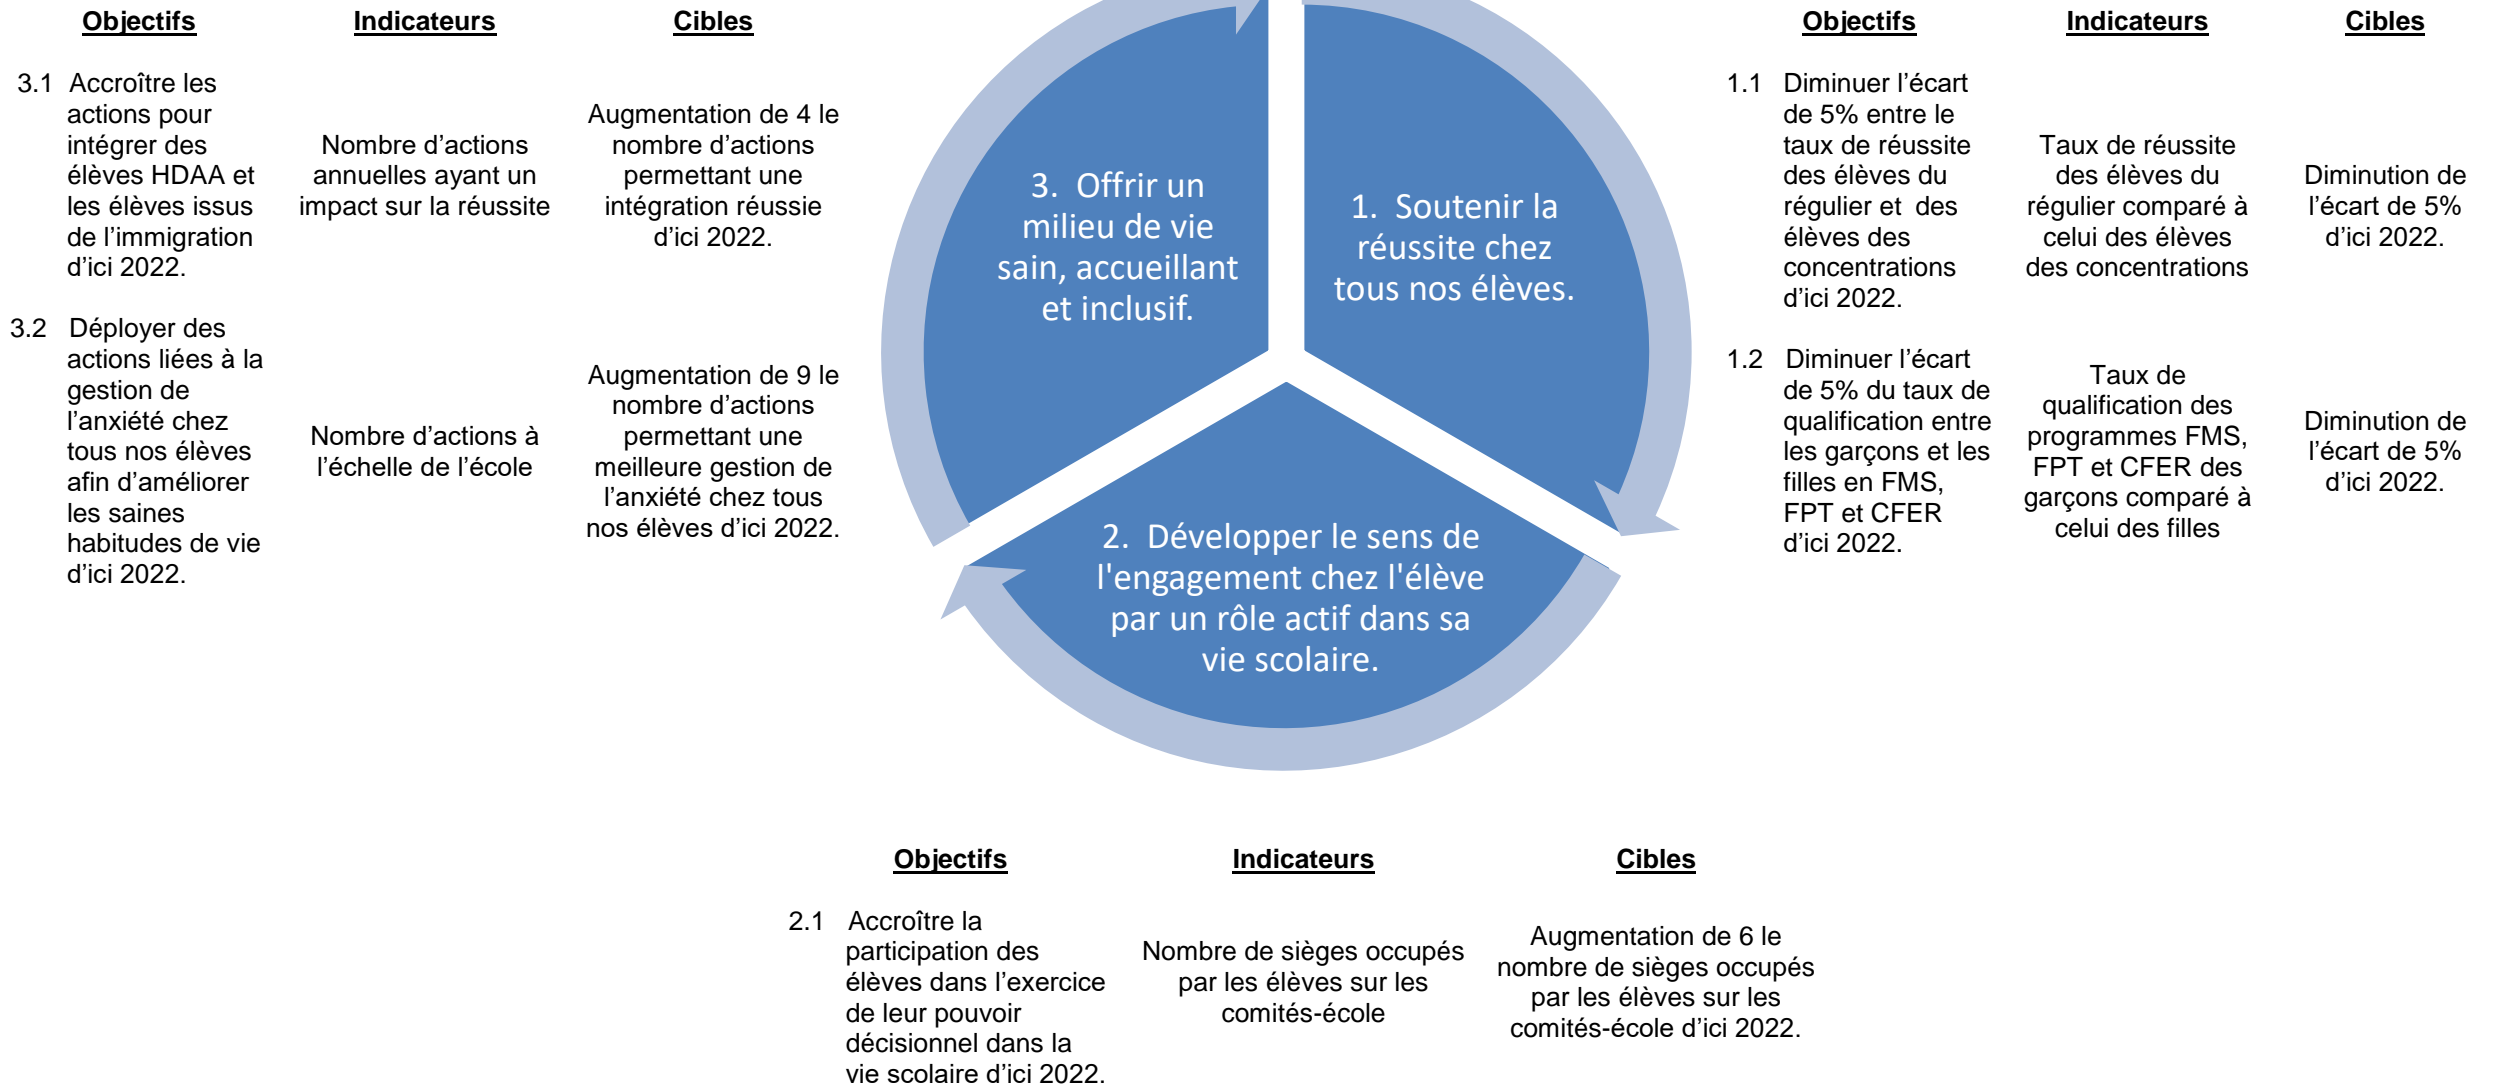 Objectifs
Indicateurs
Cibles
3.1 Accroître les
actions pour
intégrer des
élèves HDAA et
les élèves issus
de l’immigration
d’ici 2022.
Nombre d’actions
annuelles ayant un
impact sur la réussite
Augmentation de 4 le
nombre d’actions
permettant une
intégration réussie
d’ici 2022.
3.2 Déployer des
actions liées à la
gestion de
l’anxiété chez
tous nos élèves
afin d’améliorer
les saines
habitudes de vie
d’ici 2022.
Nombre d’actions à
l’échelle de l’école
Augmentation de 9 le
nombre d’actions
permettant une
meilleure gestion de
l’anxiété chez tous
nos élèves d’ici 2022.
3. Offrir un
milieu de vie
sain, accueillant
et inclusif.
1. Soutenir la
réussite chez
tous nos élèves.
2. Développer le sens de
l'engagement chez l'élève
par un rôle actif dans sa
vie scolaire.
Objectifs
Indicateurs
Cibles
1.1 Diminuer l’écart
de 5% entre le
taux de réussite
des élèves du
régulier et des
élèves des
concentrations
d’ici 2022.
Taux de réussite
des élèves du
régulier comparé à
celui des élèves
des concentrations
Diminution de
l’écart de 5%
d’ici 2022.
1.2 Diminuer l’écart
de 5% du taux de
qualification entre
les garçons et les
filles en FMS,
FPT et CFER
d’ici 2022.
Taux de
qualification des
programmes FMS,
FPT et CFER des
garçons comparé à
celui des filles
Diminution de
l’écart de 5%
d’ici 2022.
Objectifs
Indicateurs
Cibles
2.1 Accroître la
participation des
élèves dans l’exercice
de leur pouvoir
décisionnel dans la
vie scolaire d’ici 2022.
Nombre de sièges occupés
par les élèves sur les
comités-école
Augmentation de 6 le
nombre de sièges occupés
par les élèves sur les
comités-école d’ici 2022.